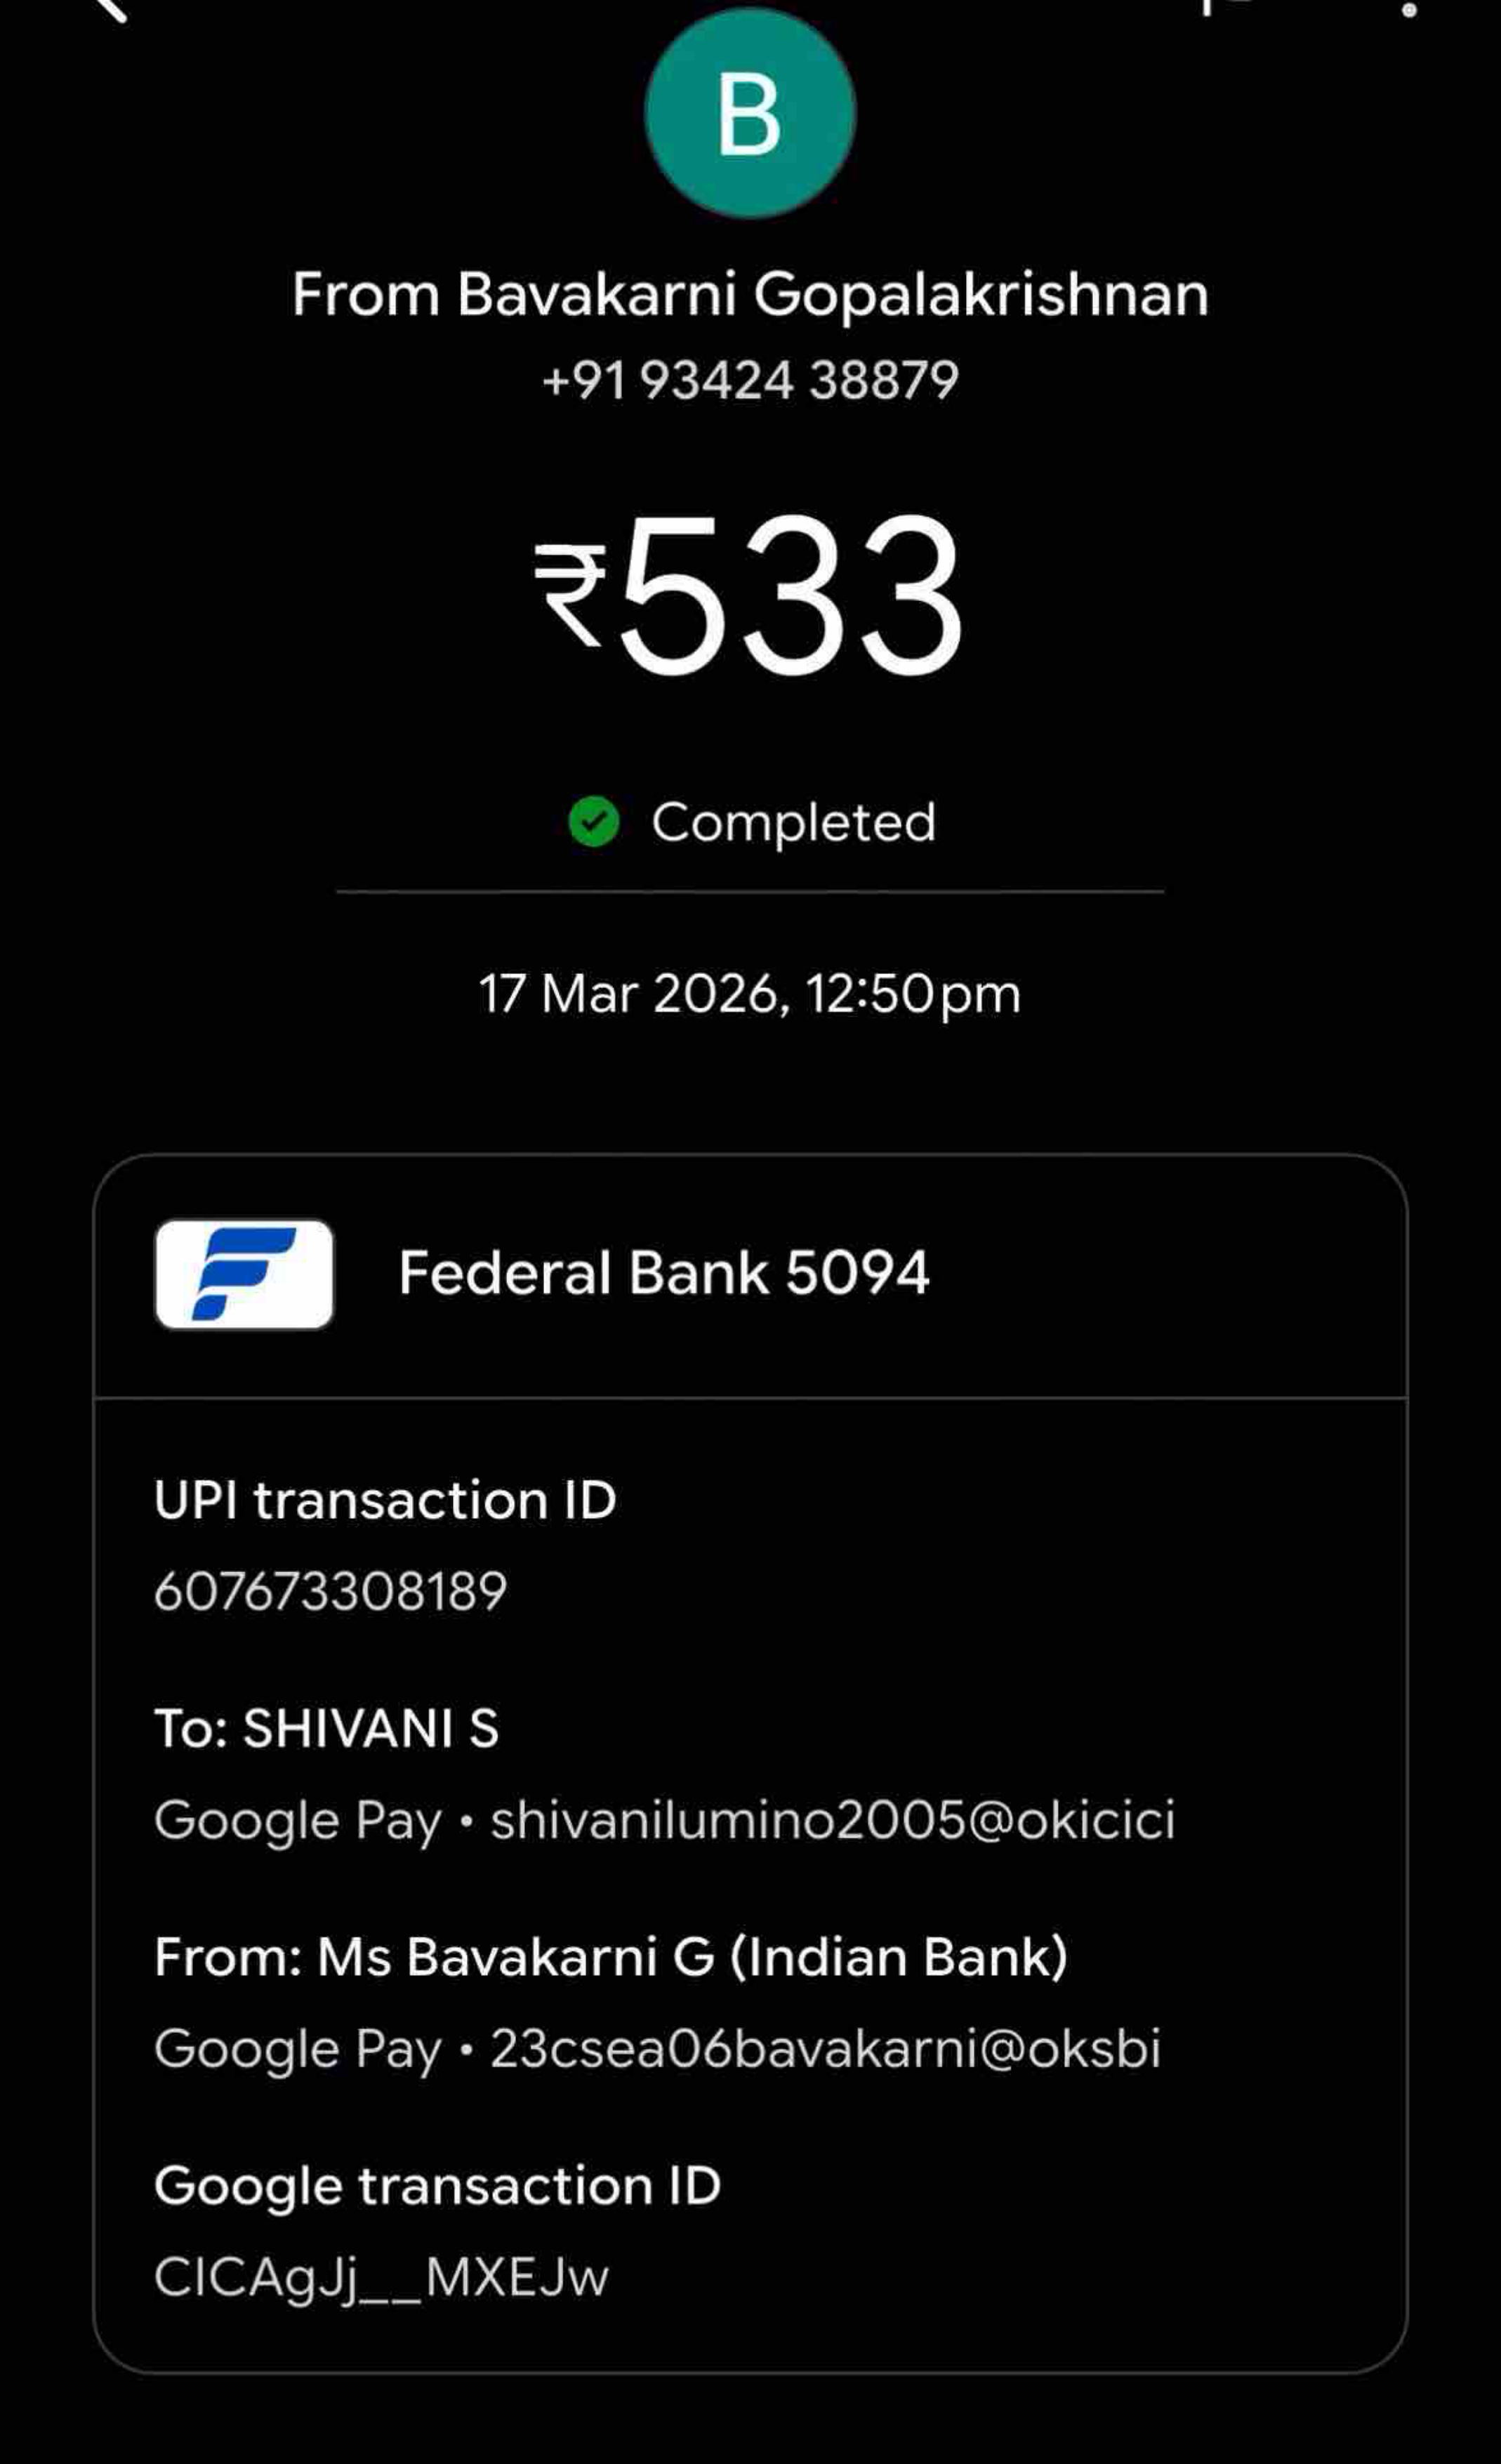 B
From Bavakarni Gopalakrishnan
+91 93424 38879
₹533
Completed
17 Mar 2026, 12:50 pm
Federal Bank 5094
UPI transaction ID
607673308189
To: SHIVANI S
Google Pay • shivanilumino2005@okicici
From: Ms Bavakarni G (Indian Bank)
Google Pay • 23csea06bavakarni@oksbi
Google transaction ID
CICAgJj__MXEJw